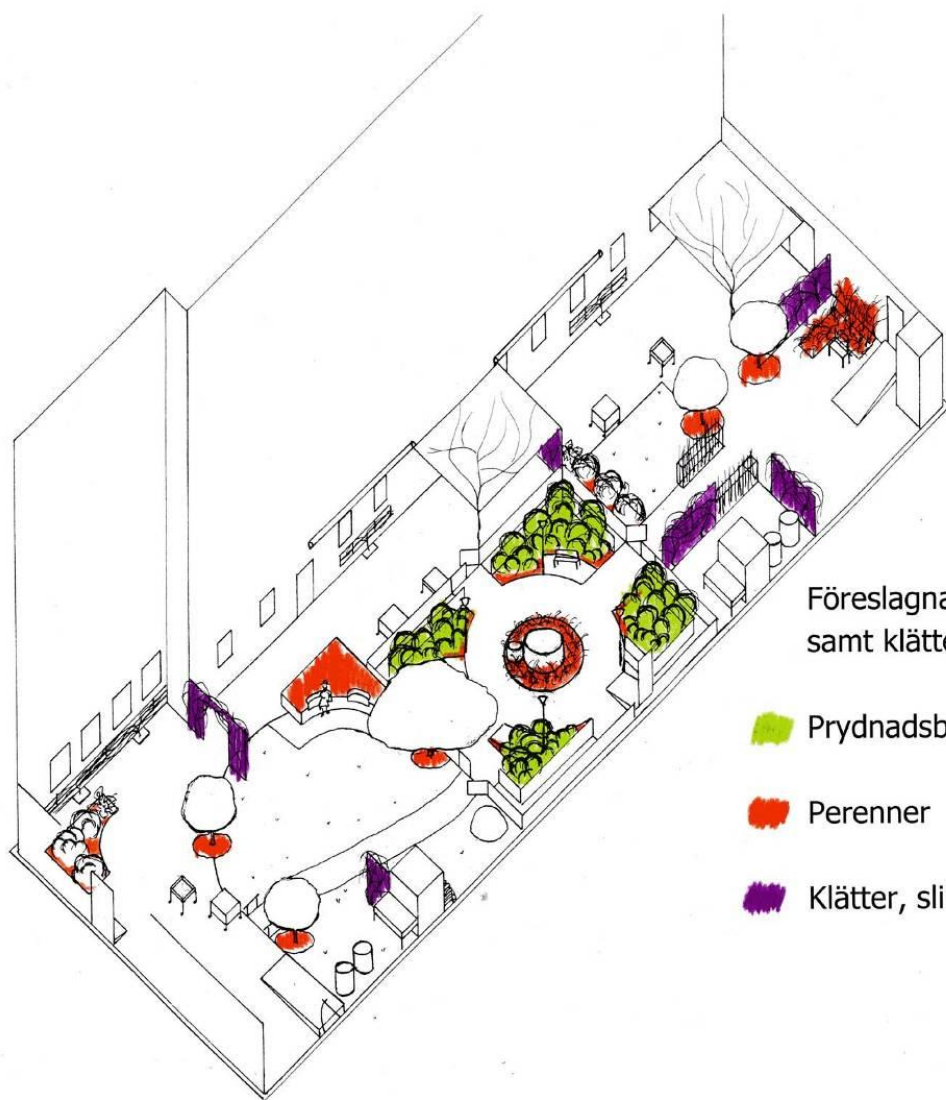 Föreslagna
samt klätte
Prydnadsb
Perenner
Klätter, sli